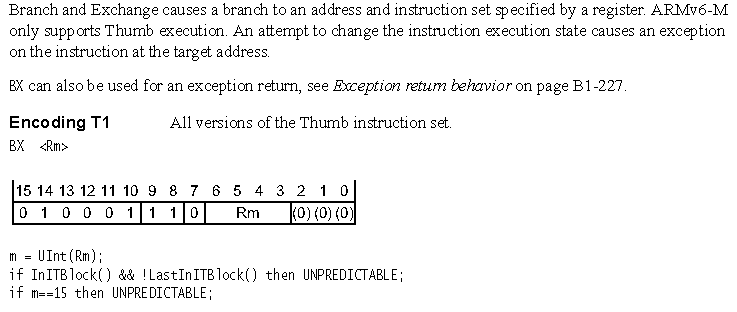 Branch and Exchange causes a branch to an address and instruction set specified by a register. ARMv6-M
only supports Thumb execution. An attempt to change the instruction execution state causes an exception
on the instruction at the target address.
BX can also be used for an exception return, see Exception return behavior on page B1-227.
Encoding T1 All versions of the Thumb instruction set.
BX <Rm>
15 14 13 12 11 10 9 8 7 6 5 4 3 2 1 0
0 1 0 0 0 1 1 1 0 Rm (0) (0) (0)
m = UInt(Rm);
if InITBlock() && !LastInITBlock() then UNPREDICTABLE;
if m==15 then UNPREDICTABLE;